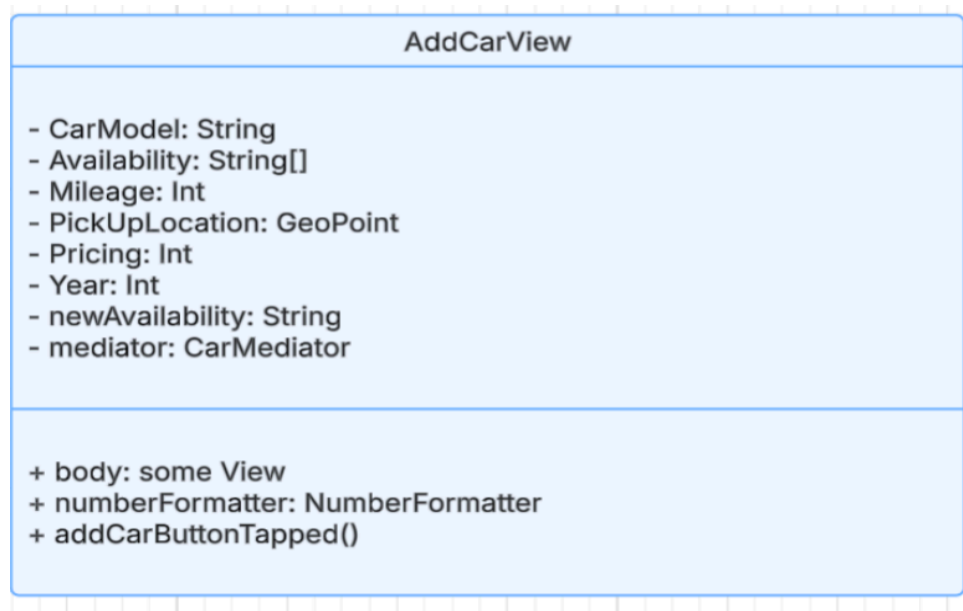 AddCarView
- CarModel: String
- Availability: String[]
- Mileage: Int
- PickUpLocation: GeoPoint
- Pricing: Int
- Year: Int
- newAvailability: String
- mediator: CarMediator
+ body: some View
+ numberFormatter: NumberFormatter
+ addCarButtonTapped()